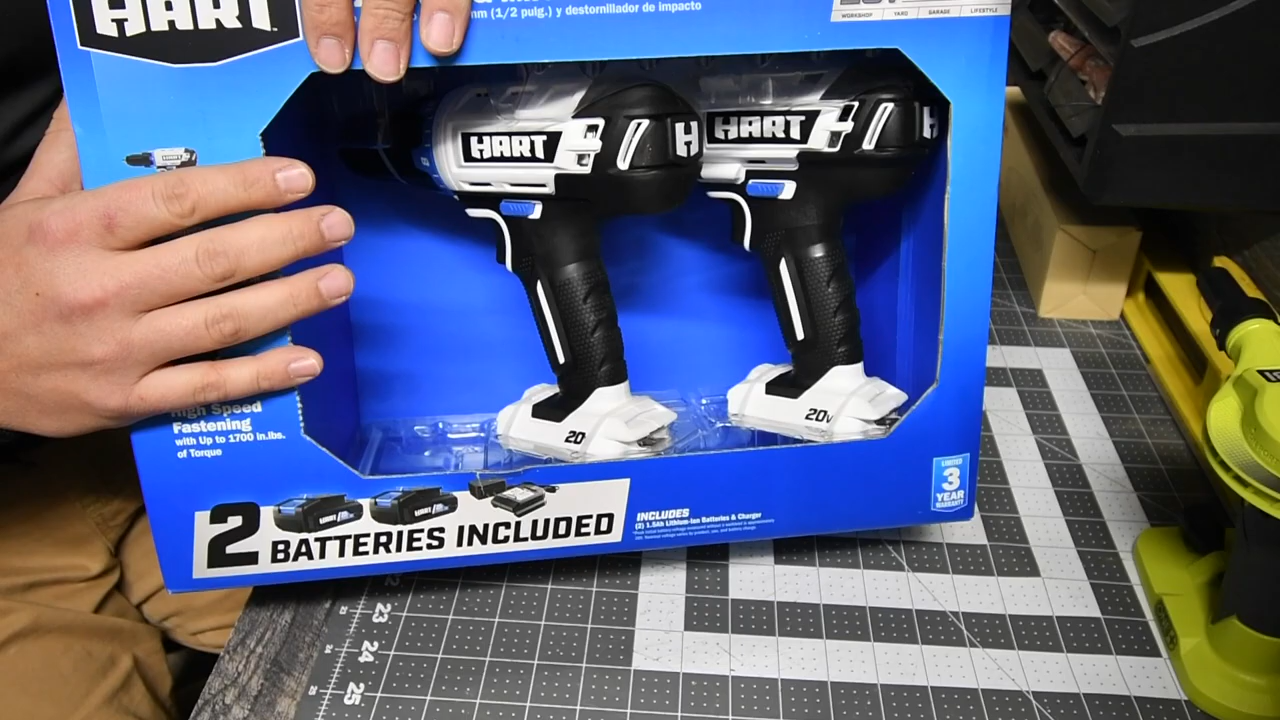 HART
mm (1/2 pulg.) y destornillador de impacto
WORKSHOP YARD GARAGE LIFESTYLE
HART H
HART H
20
20v
High Speed
Fastening
with Up to 1700 in.lbs.
of Torque
2 BATTERIES INCLUDED
HART
HART
INCLUDES
(2) 1.5Ah Lithium-Ion Batteries & Charger
LIMITED
3
YEAR
WARRANTY
23
24
25